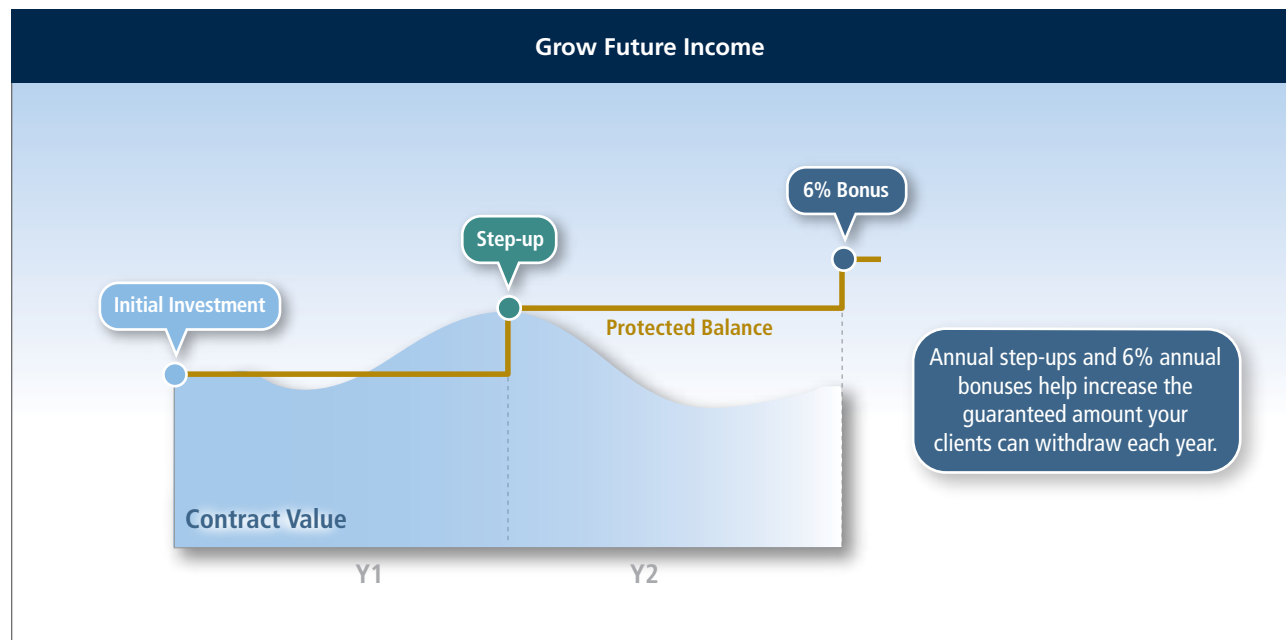 Grow Future Income
6% Bonus
Step-up
Initial Investment
Protected Balance
Annual step-ups and 6% annual
bonuses help increase the
guaranteed amount your
clients can withdraw each year.
Contract Value
Y1
Y2